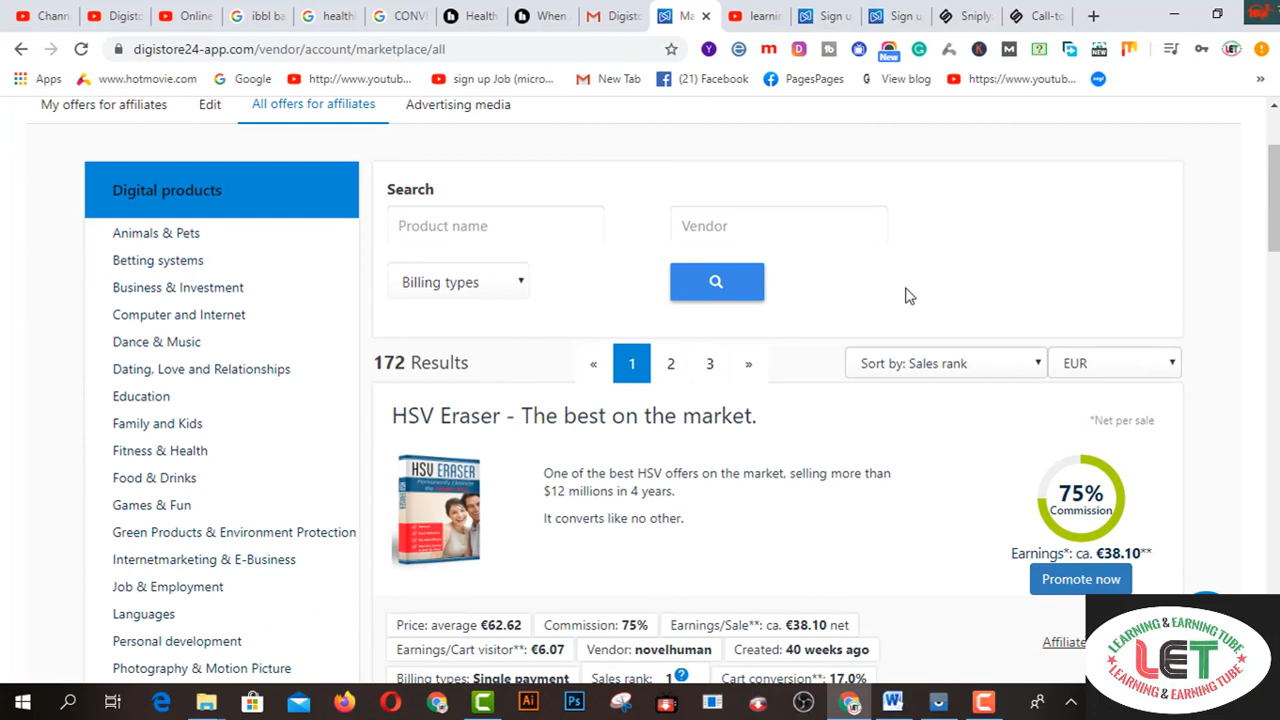 Chann
Digist
Online
ibbl ba
health
CONV
Health
When
Digist
Ma
learnin
Sign u
Sign u
Snip
Call-to
digistore24-app.com/vendor/account/marketplace/all
New
Apps
www.hotmovie.com
Google
http://www.youtub...
sign up Job (micro...
New Tab
(21) Facebook
PagesPages
View blog
https://www.youtub...
»
My offers for affiliates
Edit
All offers for affiliates
Advertising media
Digital products
Animals & Pets
Betting systems
Business & Investment
Computer and Internet
Dance & Music
Dating, Love and Relationships
Education
Family and Kids
Fitness & Health
Food & Drinks
Games & Fun
Green Products & Environment Protection
Internetmarketing & E-Business
Job & Employment
Languages
Personal development
Photography & Motion Picture
Search
Product name
Vendor
Billing types
172 Results
« 1 2 3 »
Sort by: Sales rank
EUR
HSV Eraser - The best on the market.
*Net per sale
HSV ERASER
One of the best HSV offers on the market, selling more than
$12 millions in 4 years.
It converts like no other.
75%
Commission
Earnings*: ca. €38.10**
Promote now
Price: average €62.62
Commission: 75%
Earnings/Sale**: ca. €38.10 net
Earnings/Cart visitor**: €6.07
Vendor: novelhuman
Created: 40 weeks ago
Billing types: Single payment
Sales rank: 1
Cart conversion**: 17.0%
Affiliate
LEARNING & EARNING TUBE
LET
LEARNING & EARNING TUBE